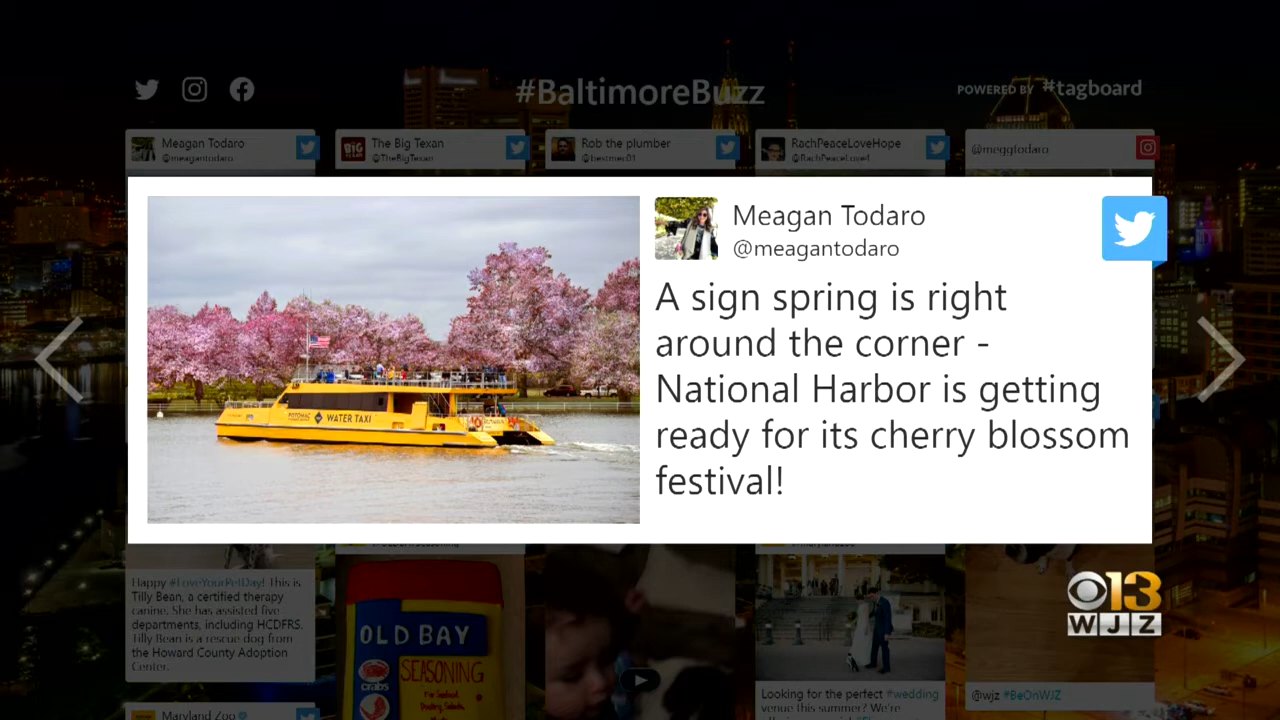 #BaltimoreBuzz
POWERED BY #tagboard
Meagan Todaro
@meagantodaro
The Big Texan
@TheBigTexan
Rob the plumber
@bestmer01
RachPeaceLoveHope
@RachPeaceLove4
@meggtodaro
POTOMAC
WATER TAXI
Meagan Todaro
@meagantodaro
A sign spring is right
around the corner -
National Harbor is getting
ready for its cherry blossom
festival!
Happy #LoveYourPetDay! This is
Tilly Bean, a certified therapy
canine. She has assisted five
departments, including HCDFRS.
Tilly Bean is a rescue dog from
the Howard County Adoption
Center.
Maryland Zoo
OLD BAY
SEASONING
crabs
Looking for the perfect #wedding
venue this summer? We're
@wjz #BeOnWJZ
13
WJZ